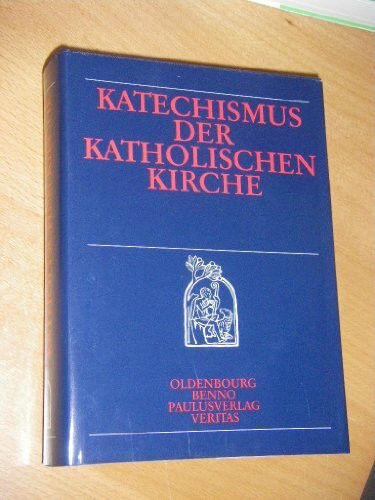 KATECHISMUS
DER
KATHOLISCHEN
KIRCHE
OLDENBOURG
BENNO
PAULUSVERLAG
VERITAS